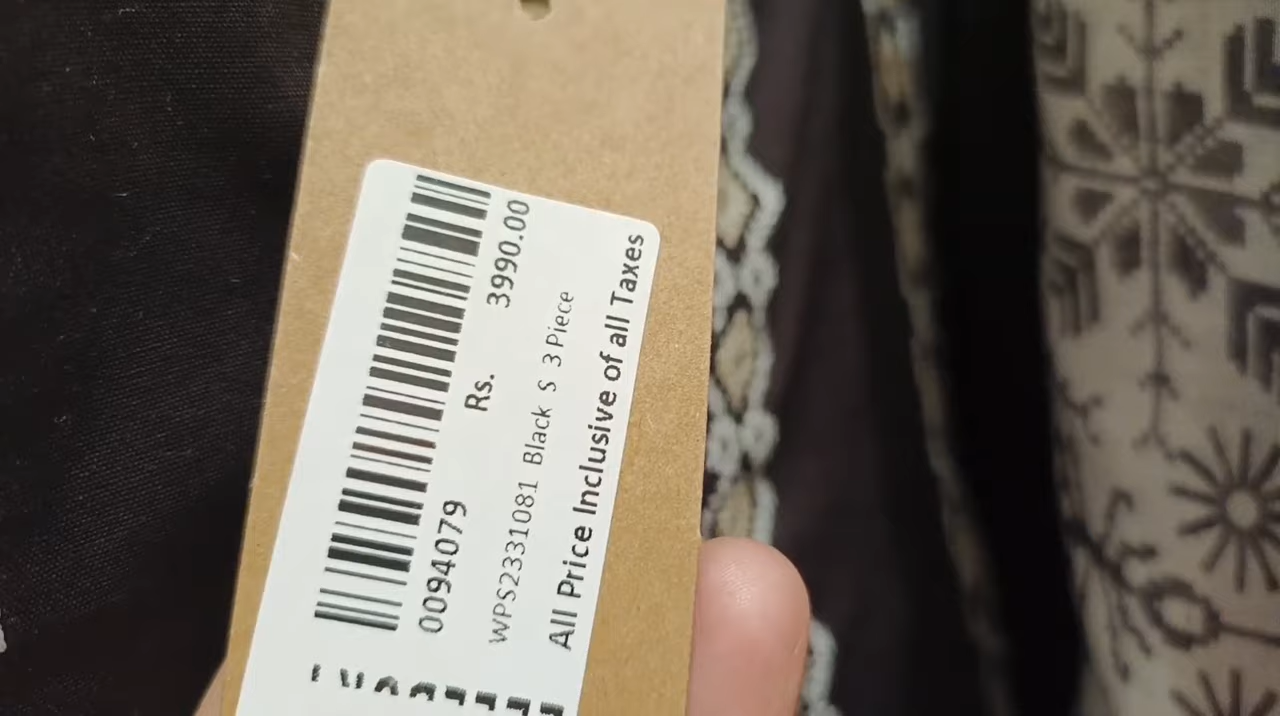 0094079 Rs. 3990.00
WPS2331081 Black S 3 Piece
All Price Inclusive of all Taxes